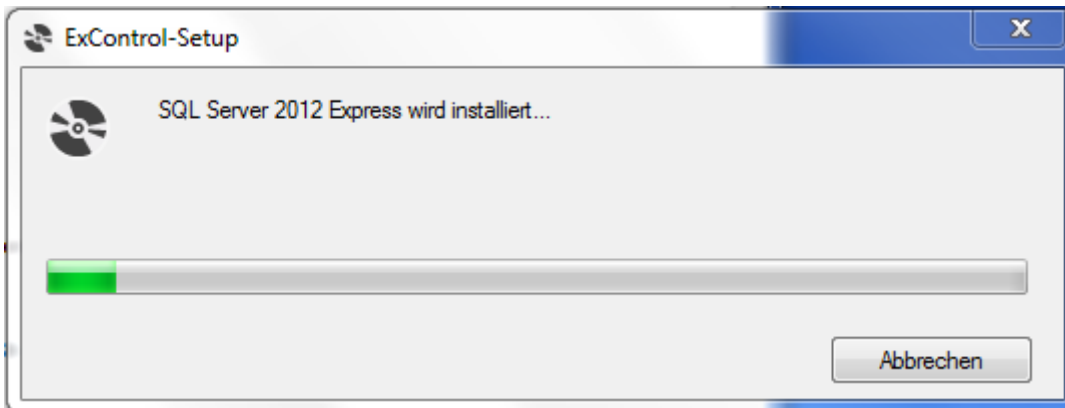 ExControl-Setup
SQL Server 2012 Express wird installiert...
Abbrechen